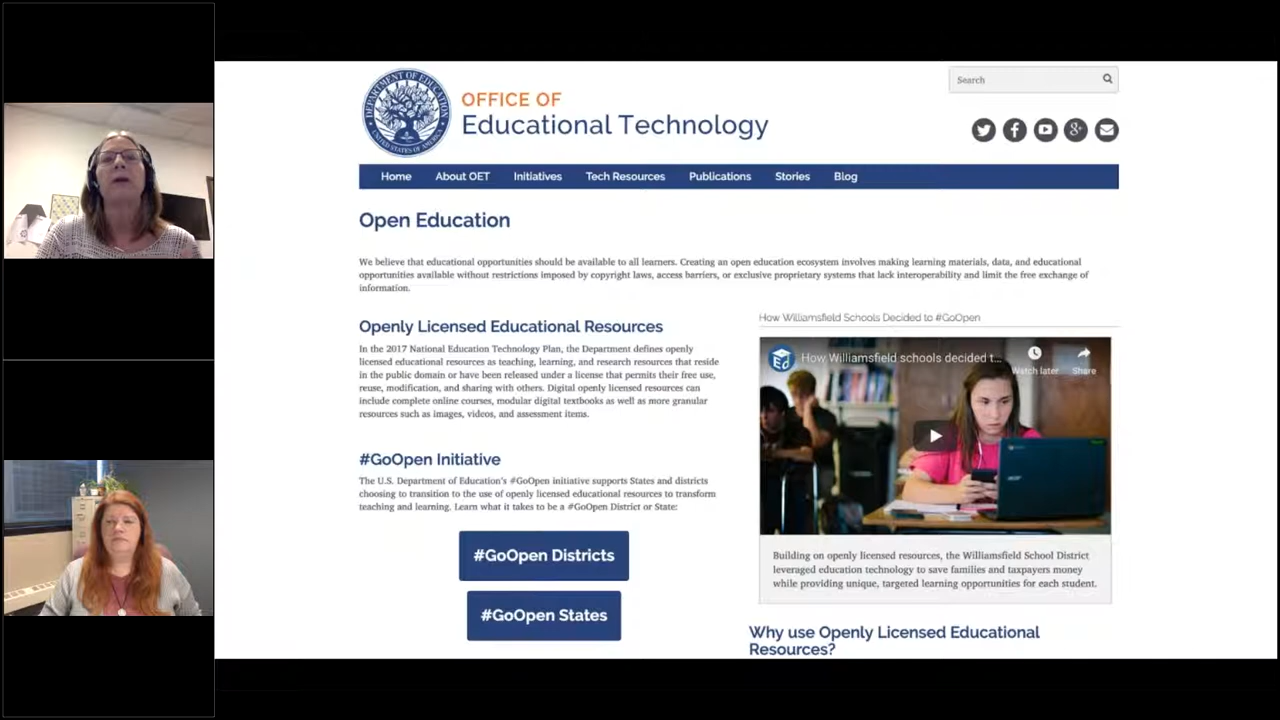 DEPARTMENT OF EDUCATION
UNITED STATES OF AMERICA
OFFICE OF
Educational Technology
Search
Home About OET Initiatives Tech Resources Publications Stories Blog
Open Education
We believe that educational opportunities should be available to all learners. Creating an open education ecosystem involves making learning materials, data, and educational
opportunities available without restrictions imposed by copyright laws, access barriers, or exclusive proprietary systems that lack interoperability and limit the free exchange of
information.
Openly Licensed Educational Resources
In the 2017 National Education Technology Plan, the Department defines openly
licensed educational resources as teaching, learning, and research resources that reside
in the public domain or have been released under a license that permits their free use,
reuse, modification, and sharing with others. Digital openly licensed resources can
include complete online courses, modular digital textbooks as well as more granular
resources such as images, videos, and assessment items.
#GoOpen Initiative
The U.S. Department of Education's #GoOpen initiative supports States and districts
choosing to transition to the use of openly licensed educational resources to transform
teaching and learning. Learn what it takes to be a #GoOpen District or State:
#GoOpen Districts
#GoOpen States
How Williamsfield Schools Decided to #GoOpen
Ed
How Williamsfield schools decided t...
Watch later Share
acer
Building on openly licensed resources, the Williamsfield School District
leveraged education technology to save families and taxpayers money
while providing unique, targeted learning opportunities for each student.
Why use Openly Licensed Educational
Resources?